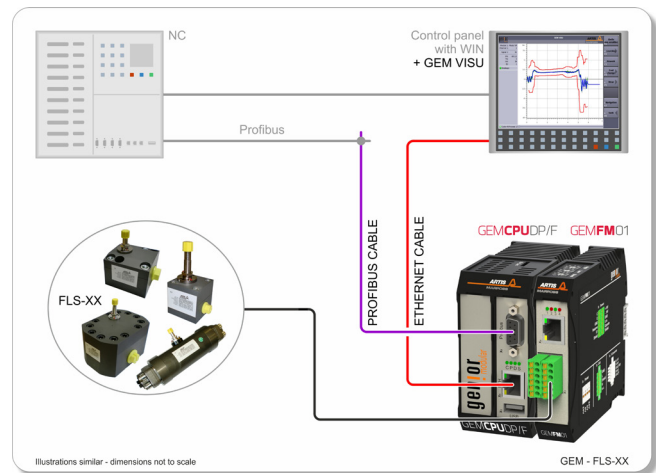 NC
Control panel
with WIN
+ GEM VISU
Profibus
PROFIBUS CABLE
ETHERNET CABLE
GEMCPUDP/F GEMFM01
FLS-XX
ARTIS
ARTIS
genior
GEMCPUDP/F
GEMFM01
Illustrations similar - dimensions not to scale
GEM - FLS-XX